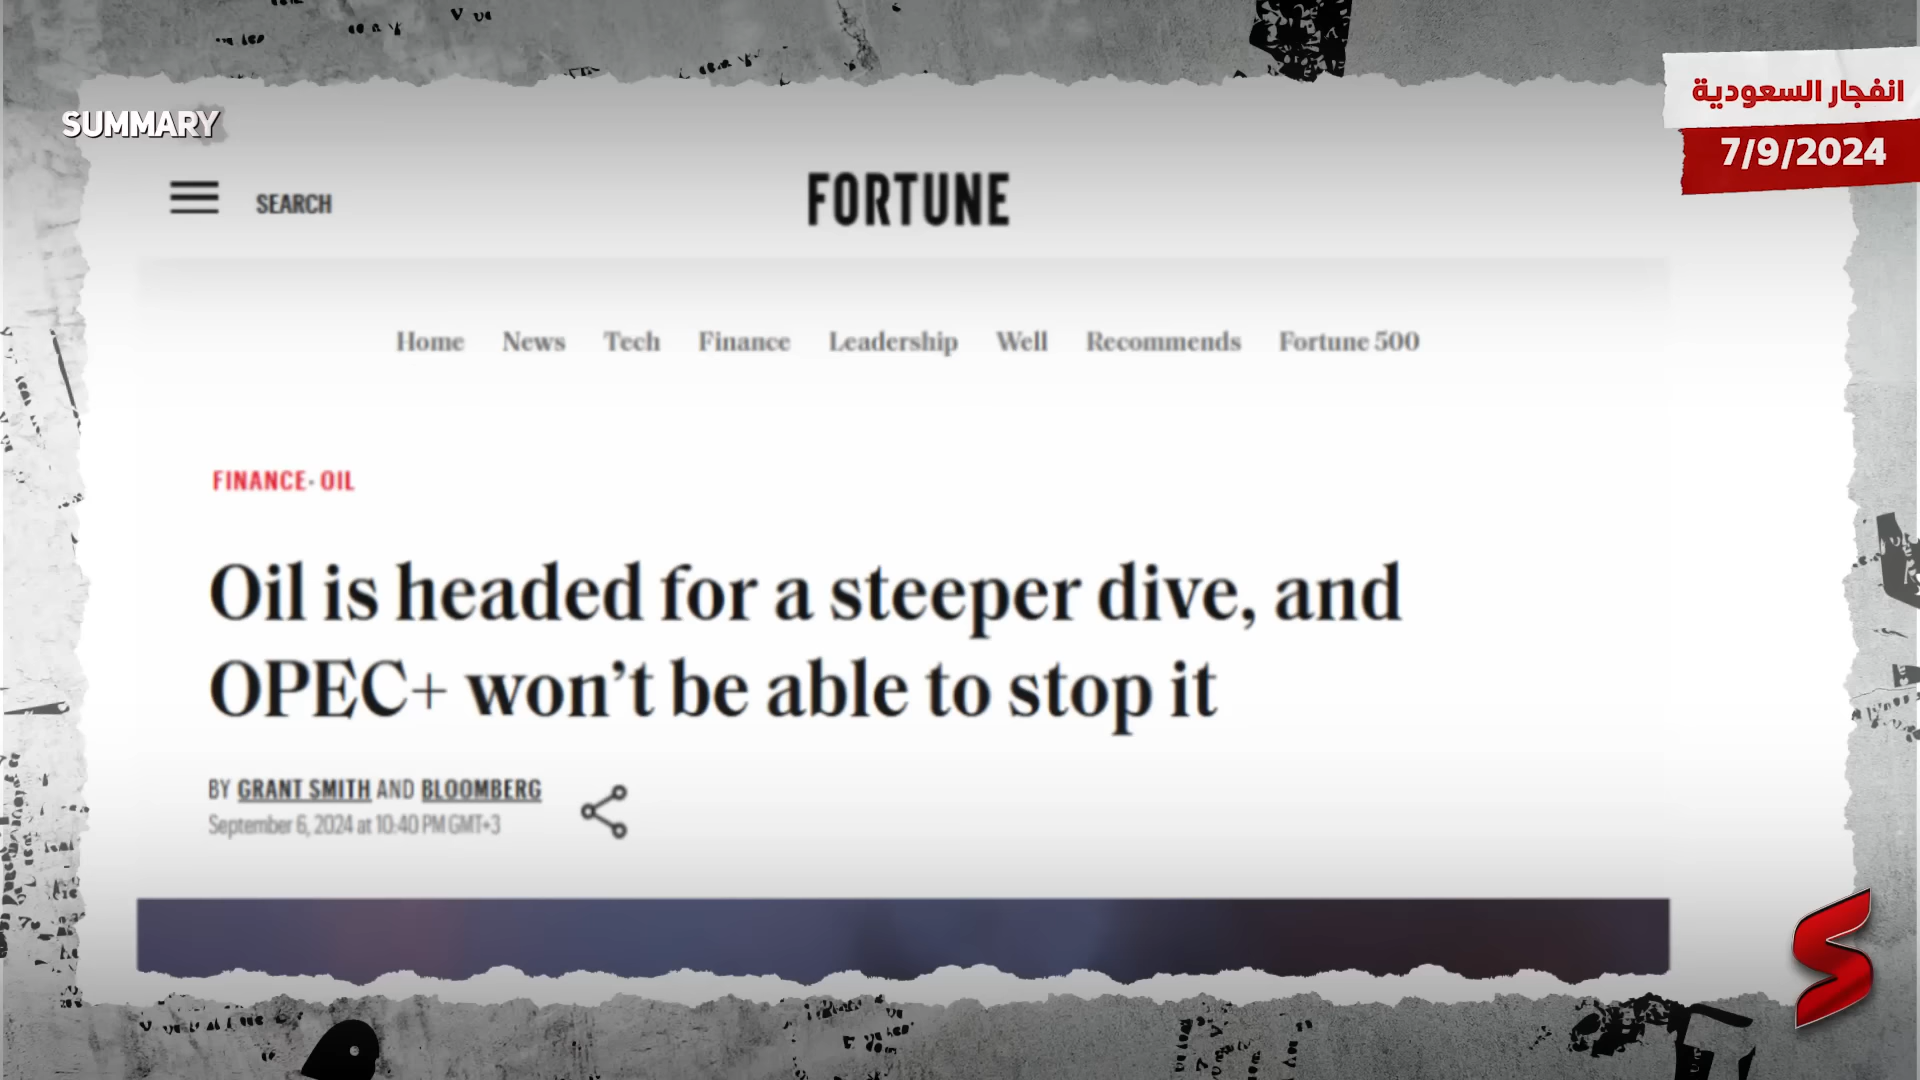 SUMMARY
انفجار السعودية
7/9/2024
SEARCH
FORTUNE
Home News Tech Finance Leadership Well Recommends Fortune 500
FINANCE · OIL
Oil is headed for a steeper dive, and
OPEC+ won't be able to stop it
BY GRANT SMITH AND BLOOMBERG
September 6, 2024 at 10:40 PM GMT+3